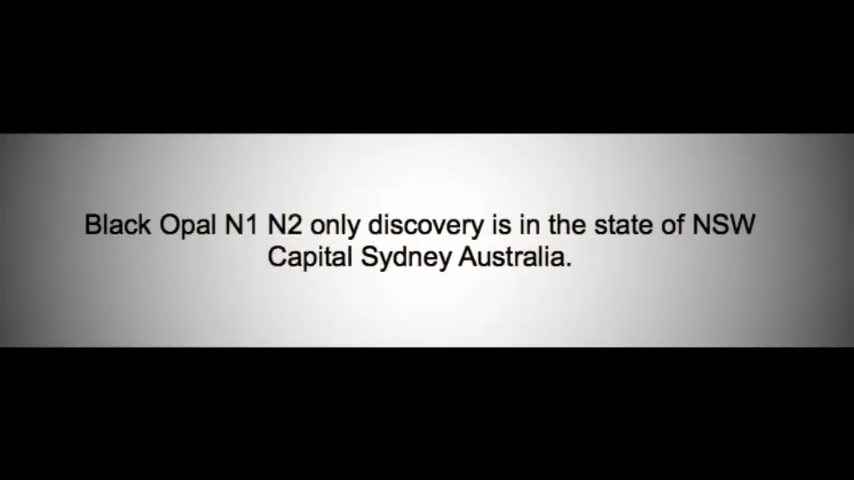 Black Opal N1 N2 only discovery is in the state of NSW
Capital Sydney Australia.